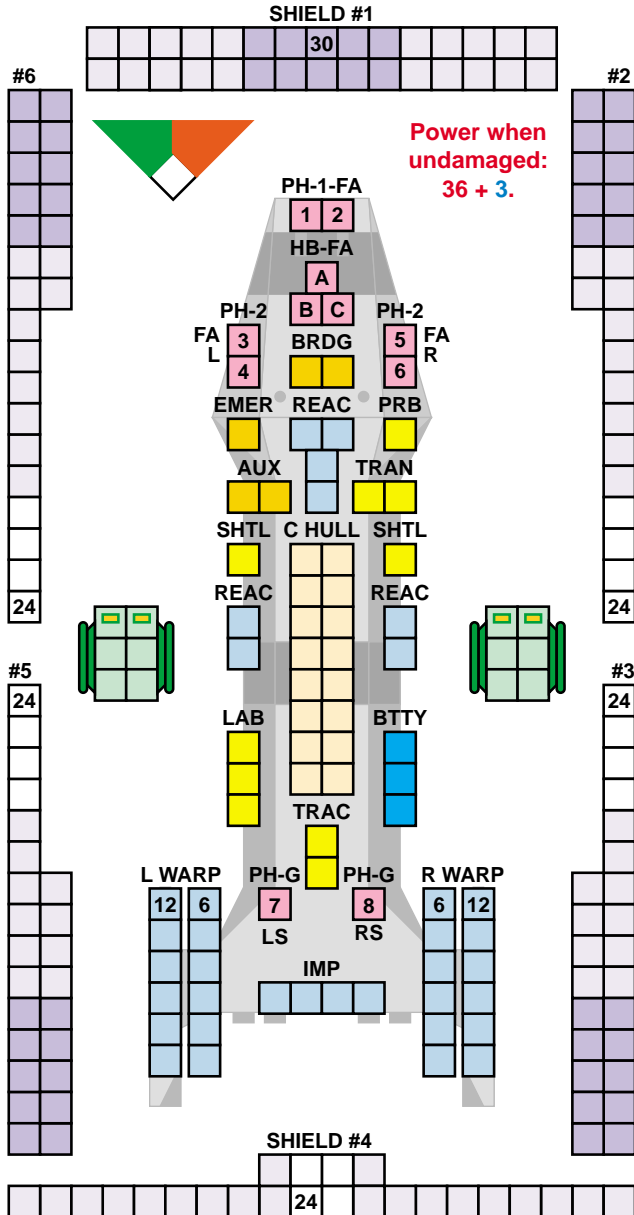 SHIELD #1
30
#6
#2
Power when
undamaged:
36 + 3.
PH-1-FA
1 2
HB-FA
A
B C
PH-2
PH-2
FA
L
3
4
BRDG
5
6
FA
R
EMER
REAC
PRB
AUX
TRAN
SHTL
C HULL
SHTL
REAC
REAC
24
24
#5
#3
24
24
LAB
BTTY
TRAC
L WARP
PH-G
PH-G
R WARP
12 6
7
8
6 12
LS
RS
IMP
SHIELD #4
24